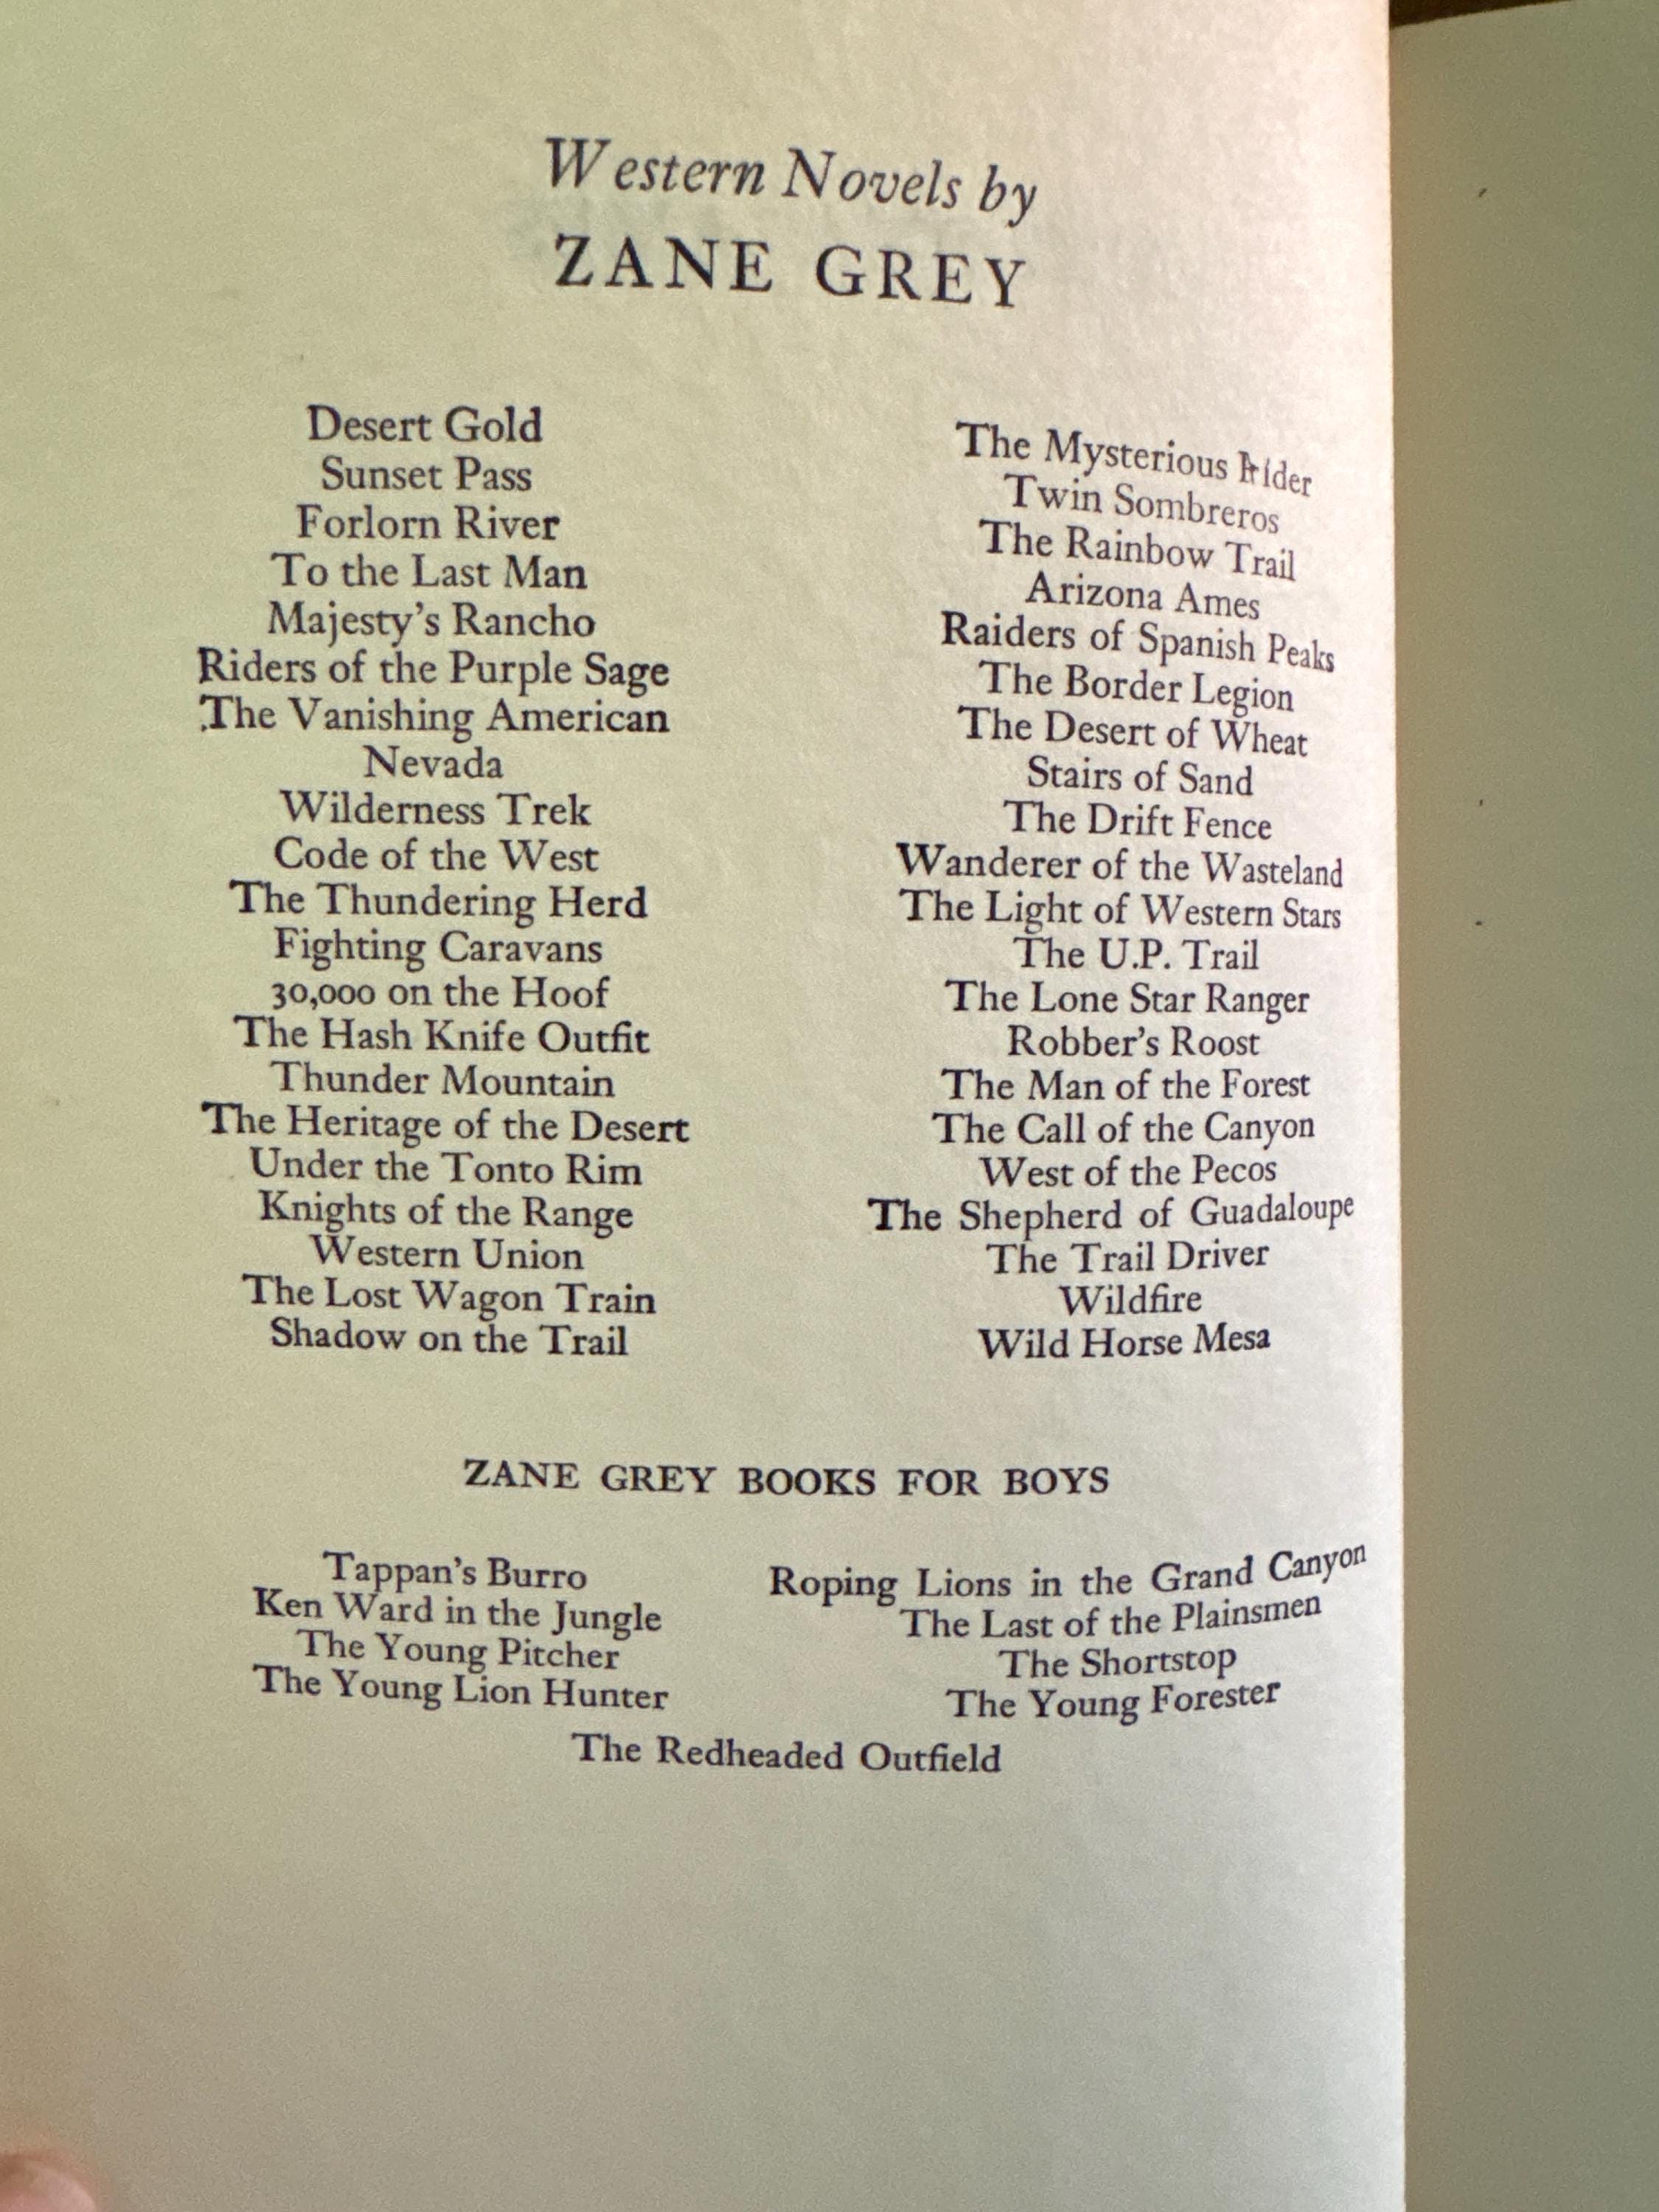 Western Novels by
ZANE GREY
Desert Gold
Sunset Pass
Forlorn River
To the Last Man
Majesty's Rancho
Riders of the Purple Sage
The Vanishing American
Nevada
Wilderness Trek
Code of the West
The Thundering Herd
Fighting Caravans
30,000 on the Hoof
The Hash Knife Outfit
Thunder Mountain
The Heritage of the Desert
Under the Tonto Rim
Knights of the Range
Western Union
The Lost Wagon Train
Shadow on the Trail
The Mysterious Rider
Twin Sombreros
The Rainbow Trail
Arizona Ames
Raiders of Spanish Peaks
The Border Legion
The Desert of Wheat
Stairs of Sand
The Drift Fence
Wanderer of the Wasteland
The Light of Western Stars
The U.P. Trail
The Lone Star Ranger
Robber's Roost
The Man of the Forest
The Call of the Canyon
West of the Pecos
The Shepherd of Guadaloupe
The Trail Driver
Wildfire
Wild Horse Mesa
ZANE GREY BOOKS FOR BOYS
Tappan's Burro
Ken Ward in the Jungle
The Young Pitcher
The Young Lion Hunter
Roping Lions in the Grand Canyon
The Last of the Plainsmen
The Shortstop
The Young Forester
The Redheaded Outfield